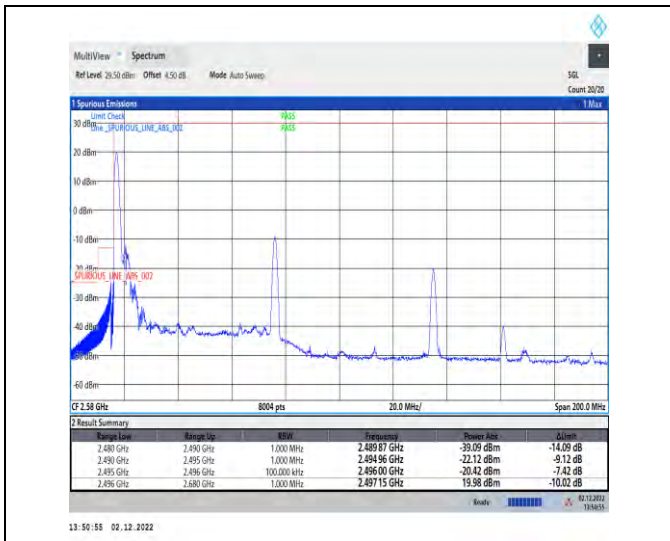 MultiView Spectrum
Ref Level 29.50 dBm Offset 4.50 dB Mode Auto Sweep SGL
Count 20/20
1 Spurious Emissions 1 Max
Limit Check PASS
Line _SPURIOUS_LINE_ABS_002 PASS
30 dBm
20 dBm
10 dBm
0 dBm
-10 dBm
-20 dBm
_SPURIOUS_LINE_ABS_002
-30 dBm
-40 dBm
-50 dBm
-60 dBm
CF 2.58 GHz 8004 pts 20.0 MHz/ Span 200.0 MHz
2 Result Summary
Range Low Range Up RBW Frequency Power Abs ΔLimit
2.480 GHz 2.490 GHz 1.000 MHz 2.489 87 GHz -39.09 dBm -14.09 dB
2.490 GHz 2.495 GHz 1.000 MHz 2.494 96 GHz -22.12 dBm -9.12 dB
2.495 GHz 2.496 GHz 100.000 kHz 2.496 00 GHz -20.42 dBm -7.42 dB
2.496 GHz 2.680 GHz 1.000 MHz 2.497 15 GHz 19.98 dBm -10.02 dB
Ready 02.12.2022
13:50:55
13:50:55 02.12.2022